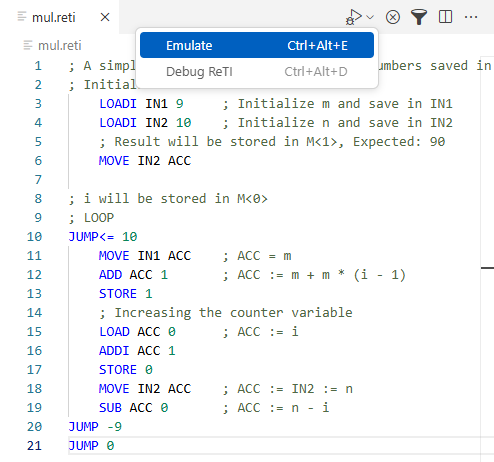 mul.reti
mul.reti
Emulate Ctrl+Alt+E
Debug ReTI Ctrl+Alt+D
1 ; A simpl umbers saved in
2 ; Initial
3 LOADI IN1 9 ; Initialize m and save in IN1
4 LOADI IN2 10 ; Initialize n and save in IN2
5 ; Result will be stored in M<1>, Expected: 90
6 MOVE IN2 ACC
7
8 ; i will be stored in M<0>
9 ; LOOP
10 JUMP<= 10
11 MOVE IN1 ACC ; ACC = m
12 ADD ACC 1 ; ACC := m + m * (i - 1)
13 STORE 1
14 ; Increasing the counter variable
15 LOAD ACC 0 ; ACC := i
16 ADDI ACC 1
17 STORE 0
18 MOVE IN2 ACC ; ACC := IN2 := n
19 SUB ACC 0 ; ACC := n - i
20 JUMP -9
21 JUMP 0